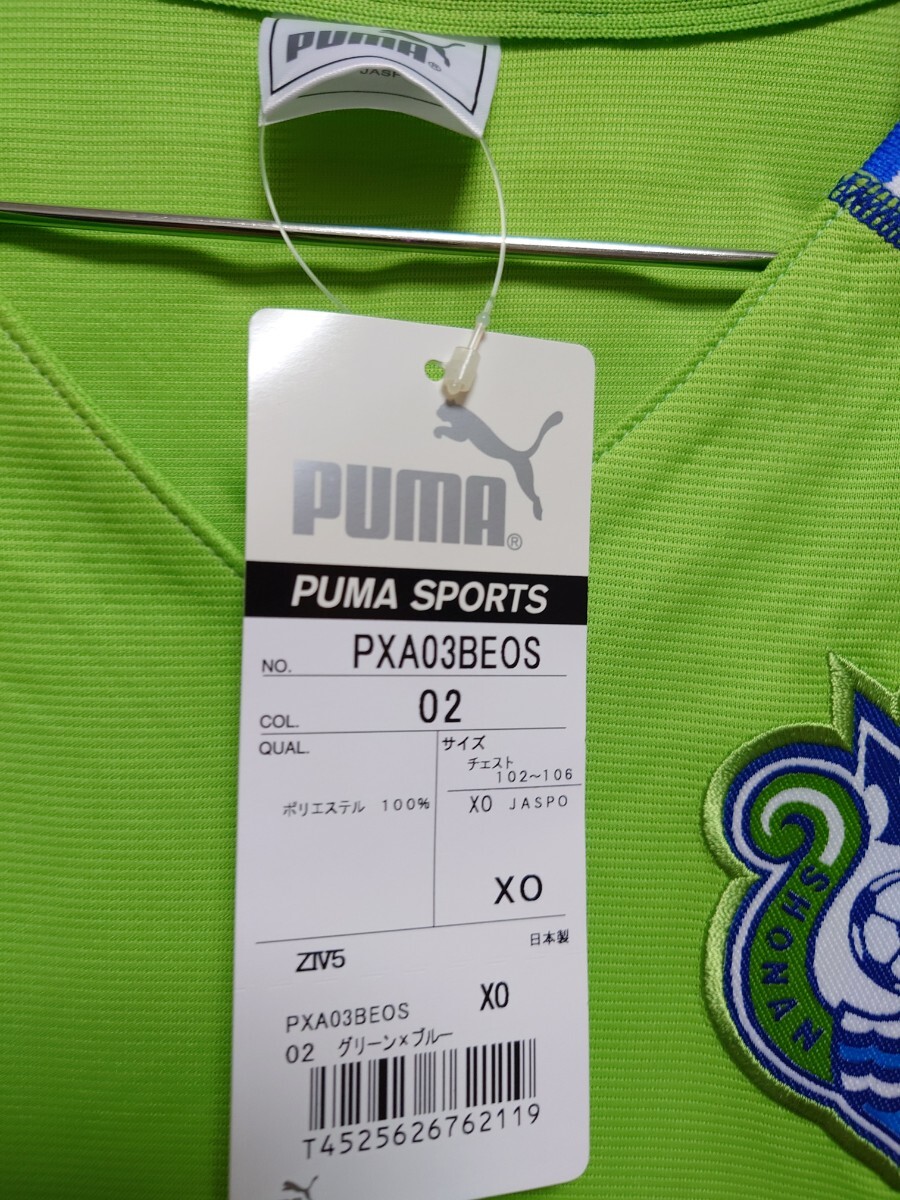 PUMA®
JASP
PUMA®
PUMA SPORTS
NO. PXA03BEOS
COL. 02
QUAL. サイズ
チェスト
102~106
ポリエステル 100% XO JASPO
XO
日本製
ZIV5
PXA03BEOS XO
02 グリーン×ブルー
T4525626762119
SHONAN